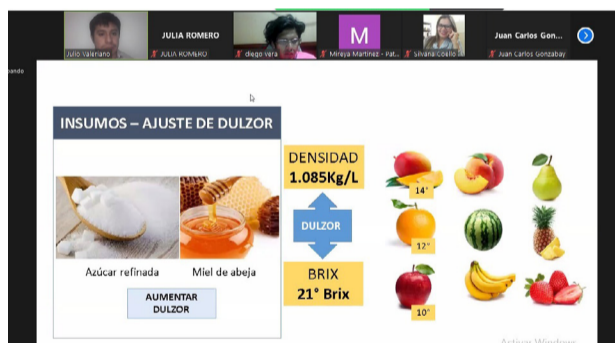 JULIA ROMERO
M
Juan Carlos Gon...
Julio Valeriano
JULIA ROMERO
diego Vera
Mireya Martinez - Pat...
Silvana Coello
Juan Carlos Gonzabay
INSUMOS – AJUSTE DE DULZOR
Azúcar refinada
Miel de abeja
AUMENTAR
DULZOR
DENSIDAD
1.085Kg/L
DULZOR
BRIX
21° Brix
14°
12°
10°
Activar Windows